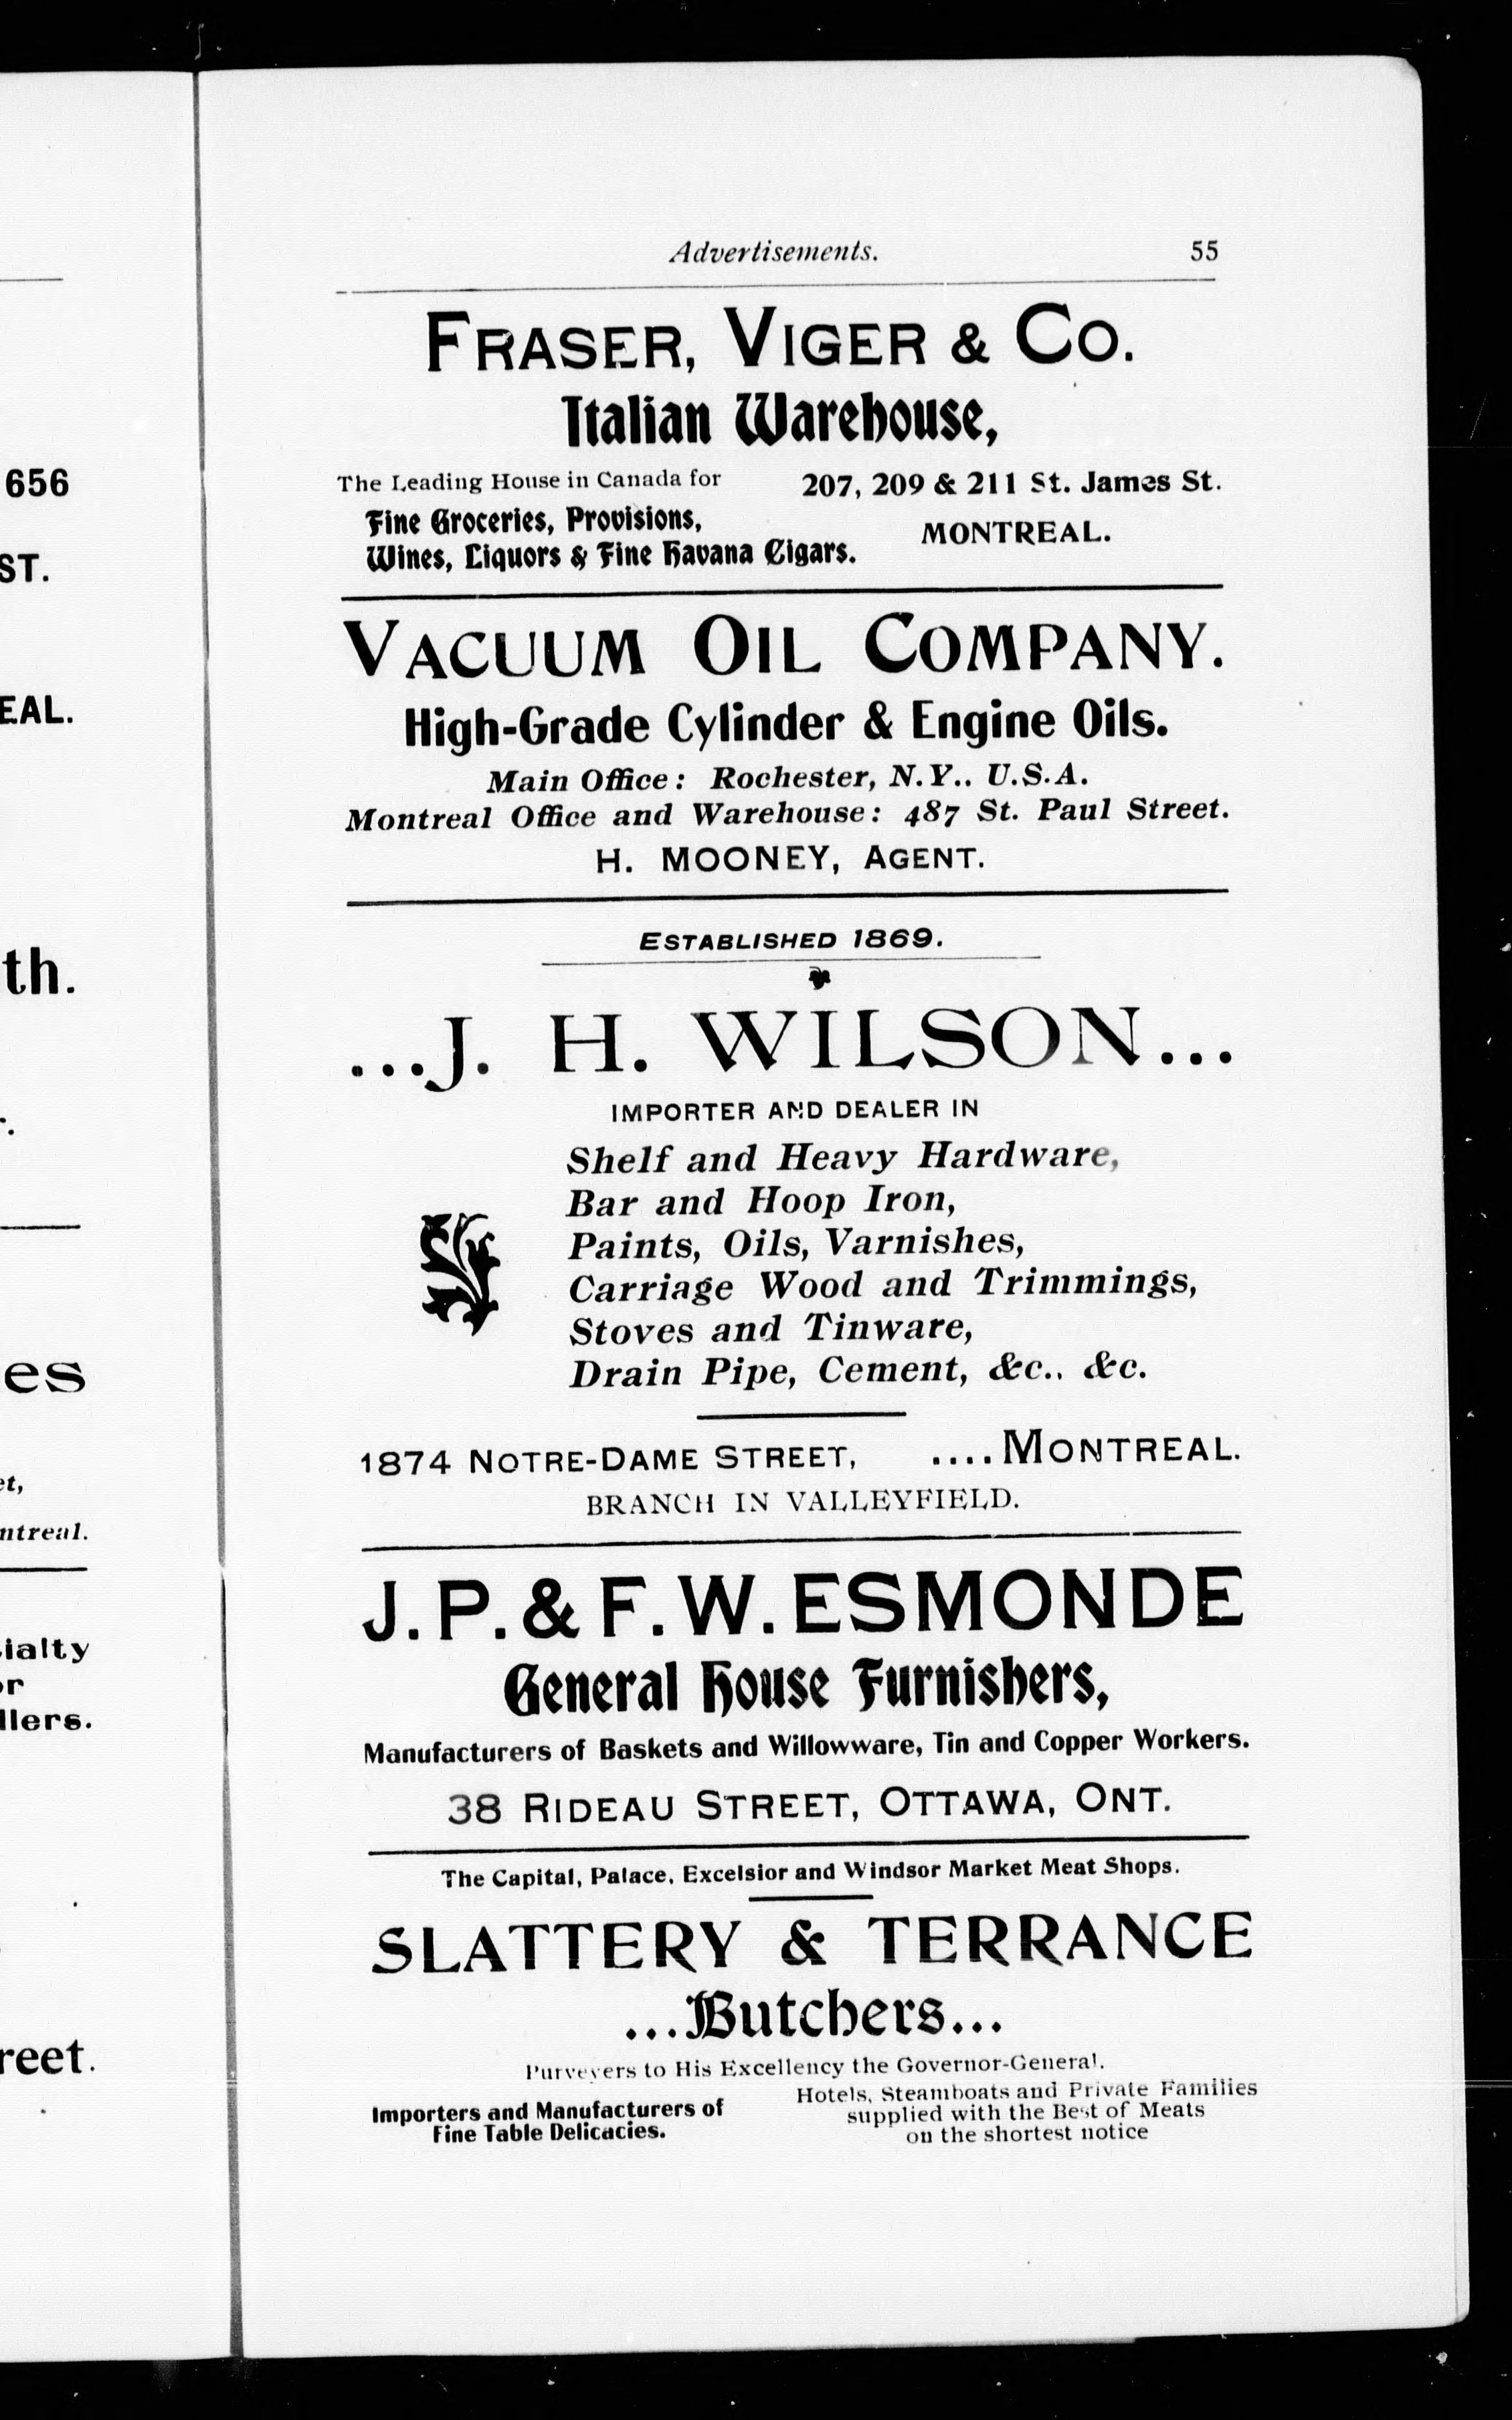 Advertisements. 55
FRASER, VIGER & Co.
Italian Warehouse,
The Leading House in Canada for
Fine Groceries, Provisions,
Wines, Liquors & Fine Havana Cigars.
207, 209 & 211 St. James St.
MONTREAL.
VACUUM OIL COMPANY.
High-Grade Cylinder & Engine Oils.
Main Office: Rochester, N.Y.. U.S.A.
Montreal Office and Warehouse: 487 St. Paul Street.
H. MOONEY, AGENT.
ESTABLISHED 1869.
...J. H. WILSON...
IMPORTER AND DEALER IN
Shelf and Heavy Hardware,
Bar and Hoop Iron,
Paints, Oils, Varnishes,
Carriage Wood and Trimmings,
Stoves and Tinware,
Drain Pipe, Cement, &c., &c.
1874 NOTRE-DAME STREET, ....MONTREAL.
BRANCH IN VALLEYFIELD.
J. P. & F. W. ESMONDE
General House Furnishers,
Manufacturers of Baskets and Willowware, Tin and Copper Workers.
38 RIDEAU STREET, OTTAWA, ONT.
The Capital, Palace, Excelsior and Windsor Market Meat Shops.
SLATTERY & TERRANCE
...Butchers...
Purveyers to His Excellency the Governor-General.
Importers and Manufacturers of
Fine Table Delicacies.
Hotels, Steamboats and Private Families
supplied with the Best of Meats
on the shortest notice
656
ST.
EAL.
th.
es
et,
ntreal.
ialty
or
llers.
reet.